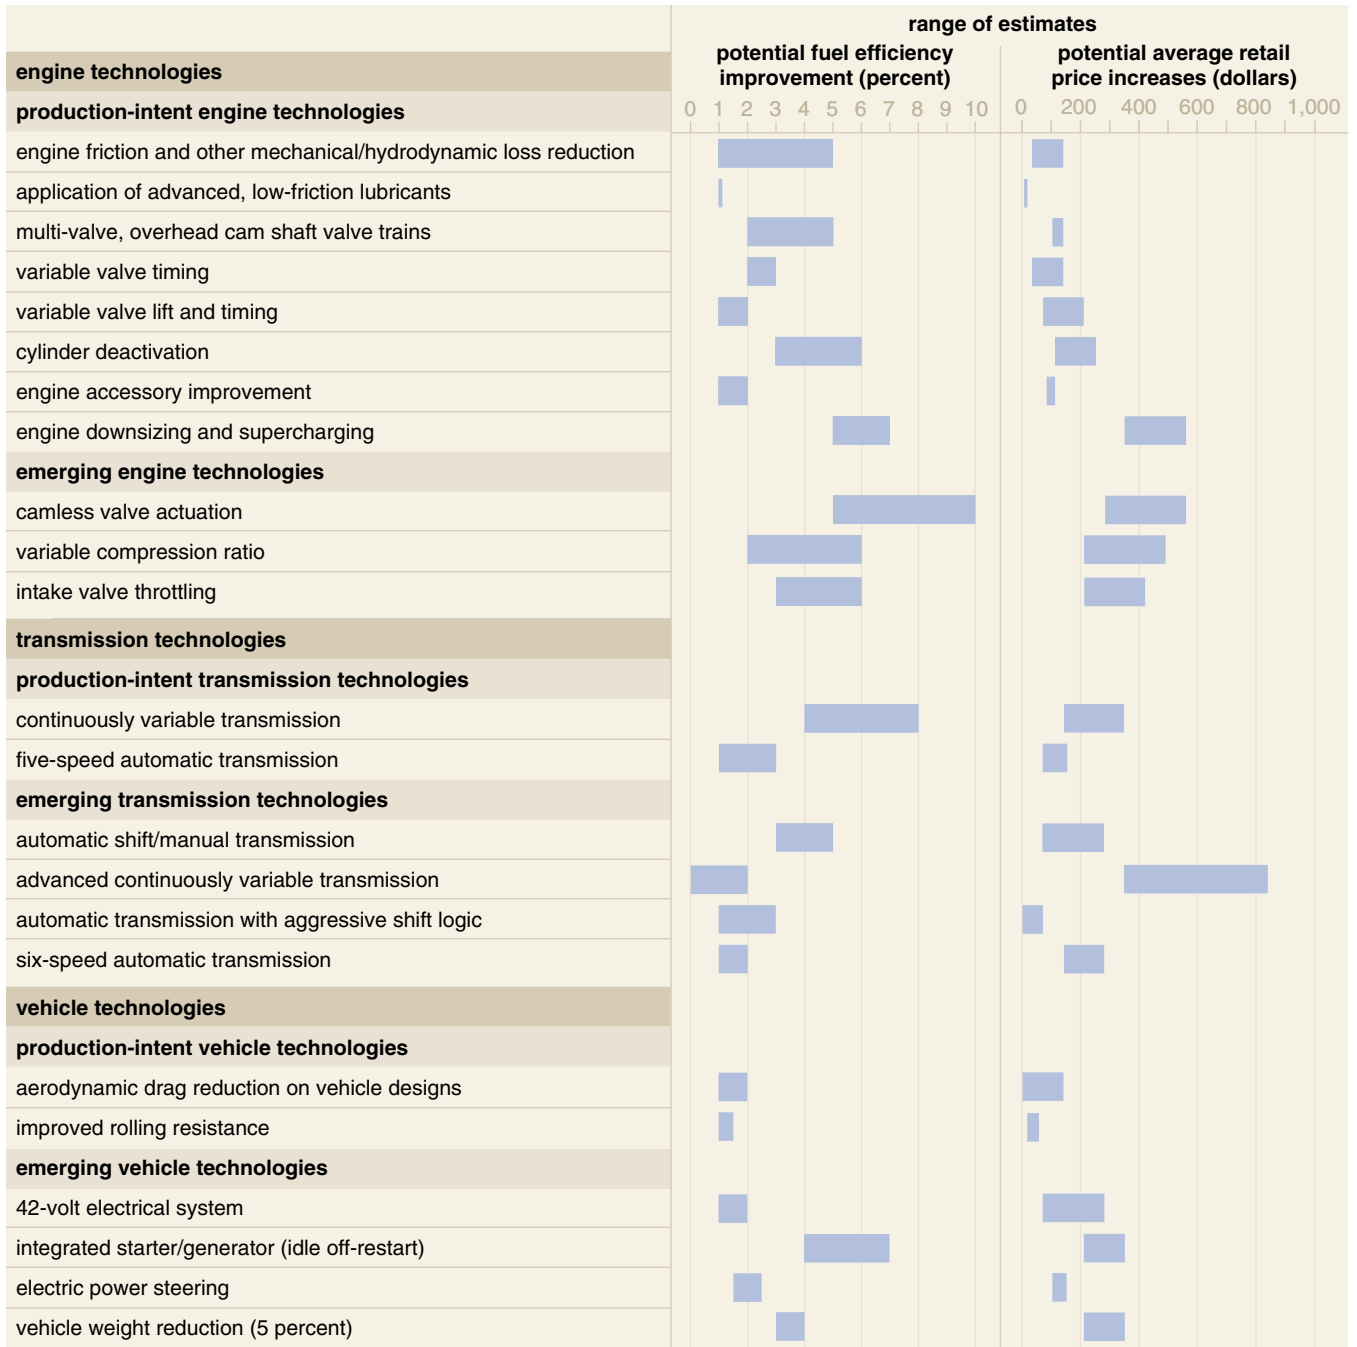 range of estimates
potential fuel efficiency
improvement (percent)
potential average retail
price increases (dollars)
0 1 2 3 4 5 6 7 8 9 10
0 200 400 600 800 1,000
engine technologies
production-intent engine technologies
engine friction and other mechanical/hydrodynamic loss reduction
application of advanced, low-friction lubricants
multi-valve, overhead cam shaft valve trains
variable valve timing
variable valve lift and timing
cylinder deactivation
engine accessory improvement
engine downsizing and supercharging
emerging engine technologies
camless valve actuation
variable compression ratio
intake valve throttling
transmission technologies
production-intent transmission technologies
continuously variable transmission
five-speed automatic transmission
emerging transmission technologies
automatic shift/manual transmission
advanced continuously variable transmission
automatic transmission with aggressive shift logic
six-speed automatic transmission
vehicle technologies
production-intent vehicle technologies
aerodynamic drag reduction on vehicle designs
improved rolling resistance
emerging vehicle technologies
42-volt electrical system
integrated starter/generator (idle off-restart)
electric power steering
vehicle weight reduction (5 percent)